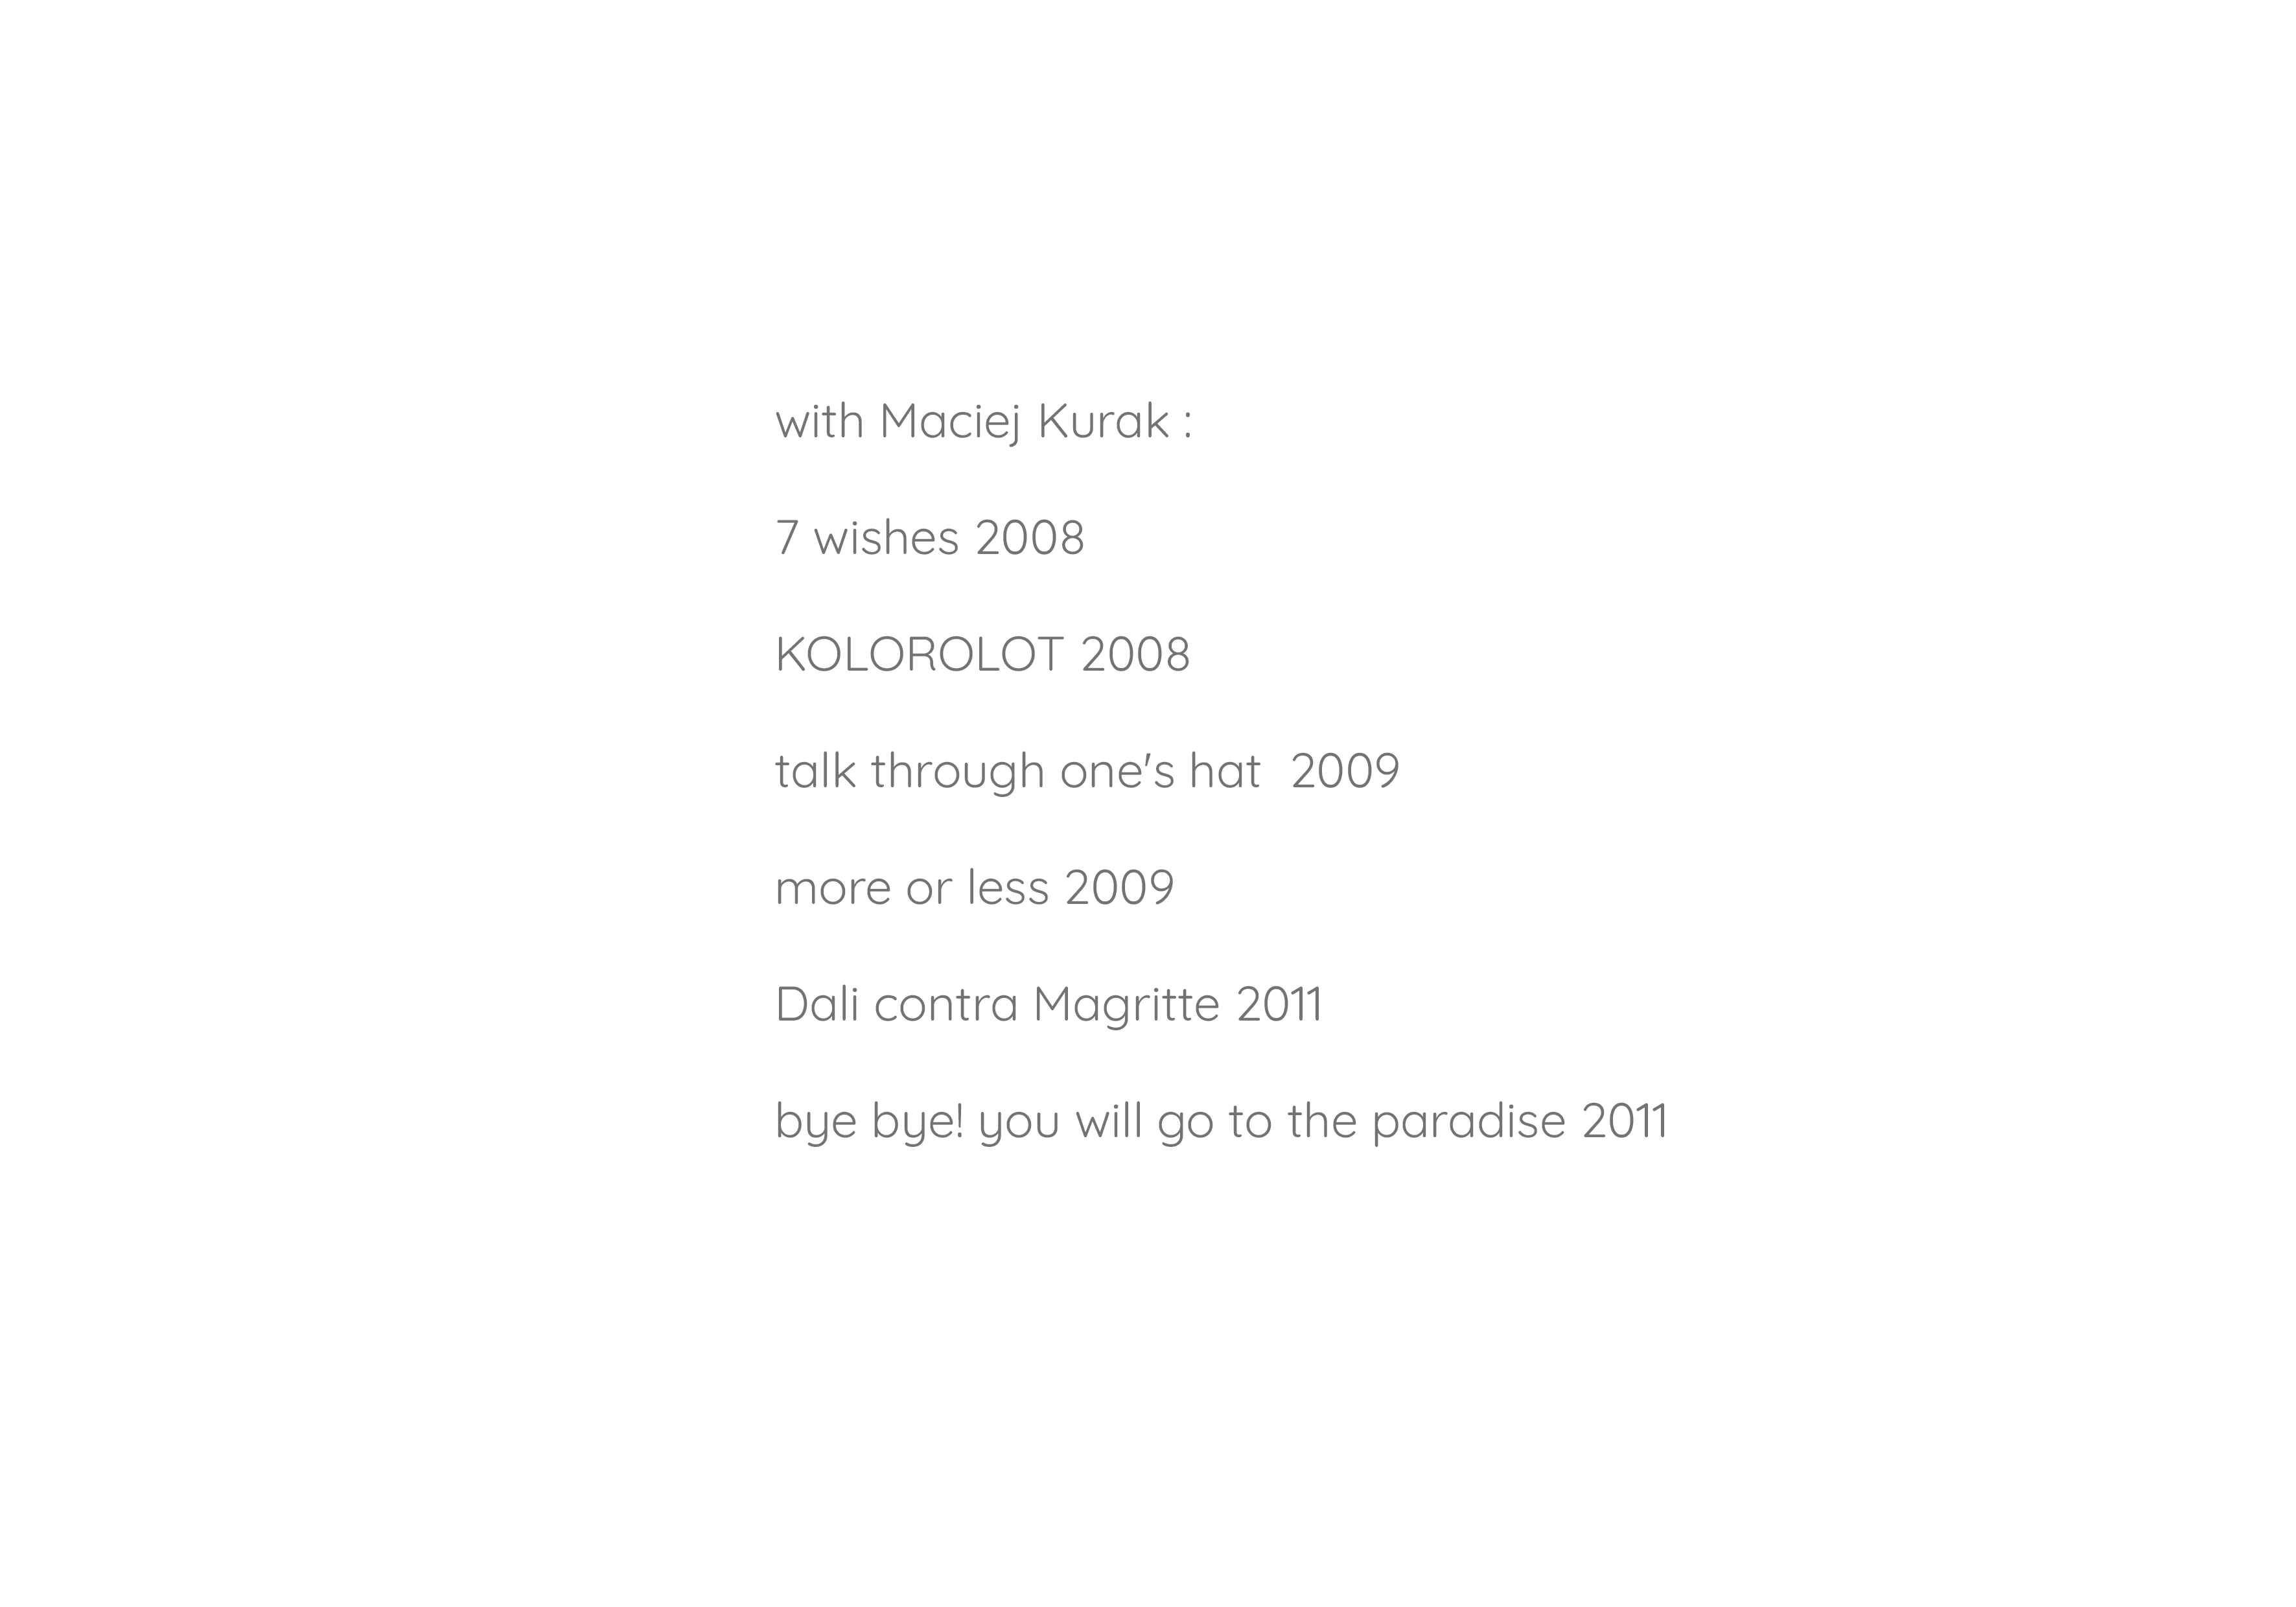 with Maciej Kurak :
7 wishes 2008
KOLOROLOT 2008
talk through one's hat  2009
more or less 2009
Dali contra Magritte 2011
bye bye! you will go to the paradise 2011